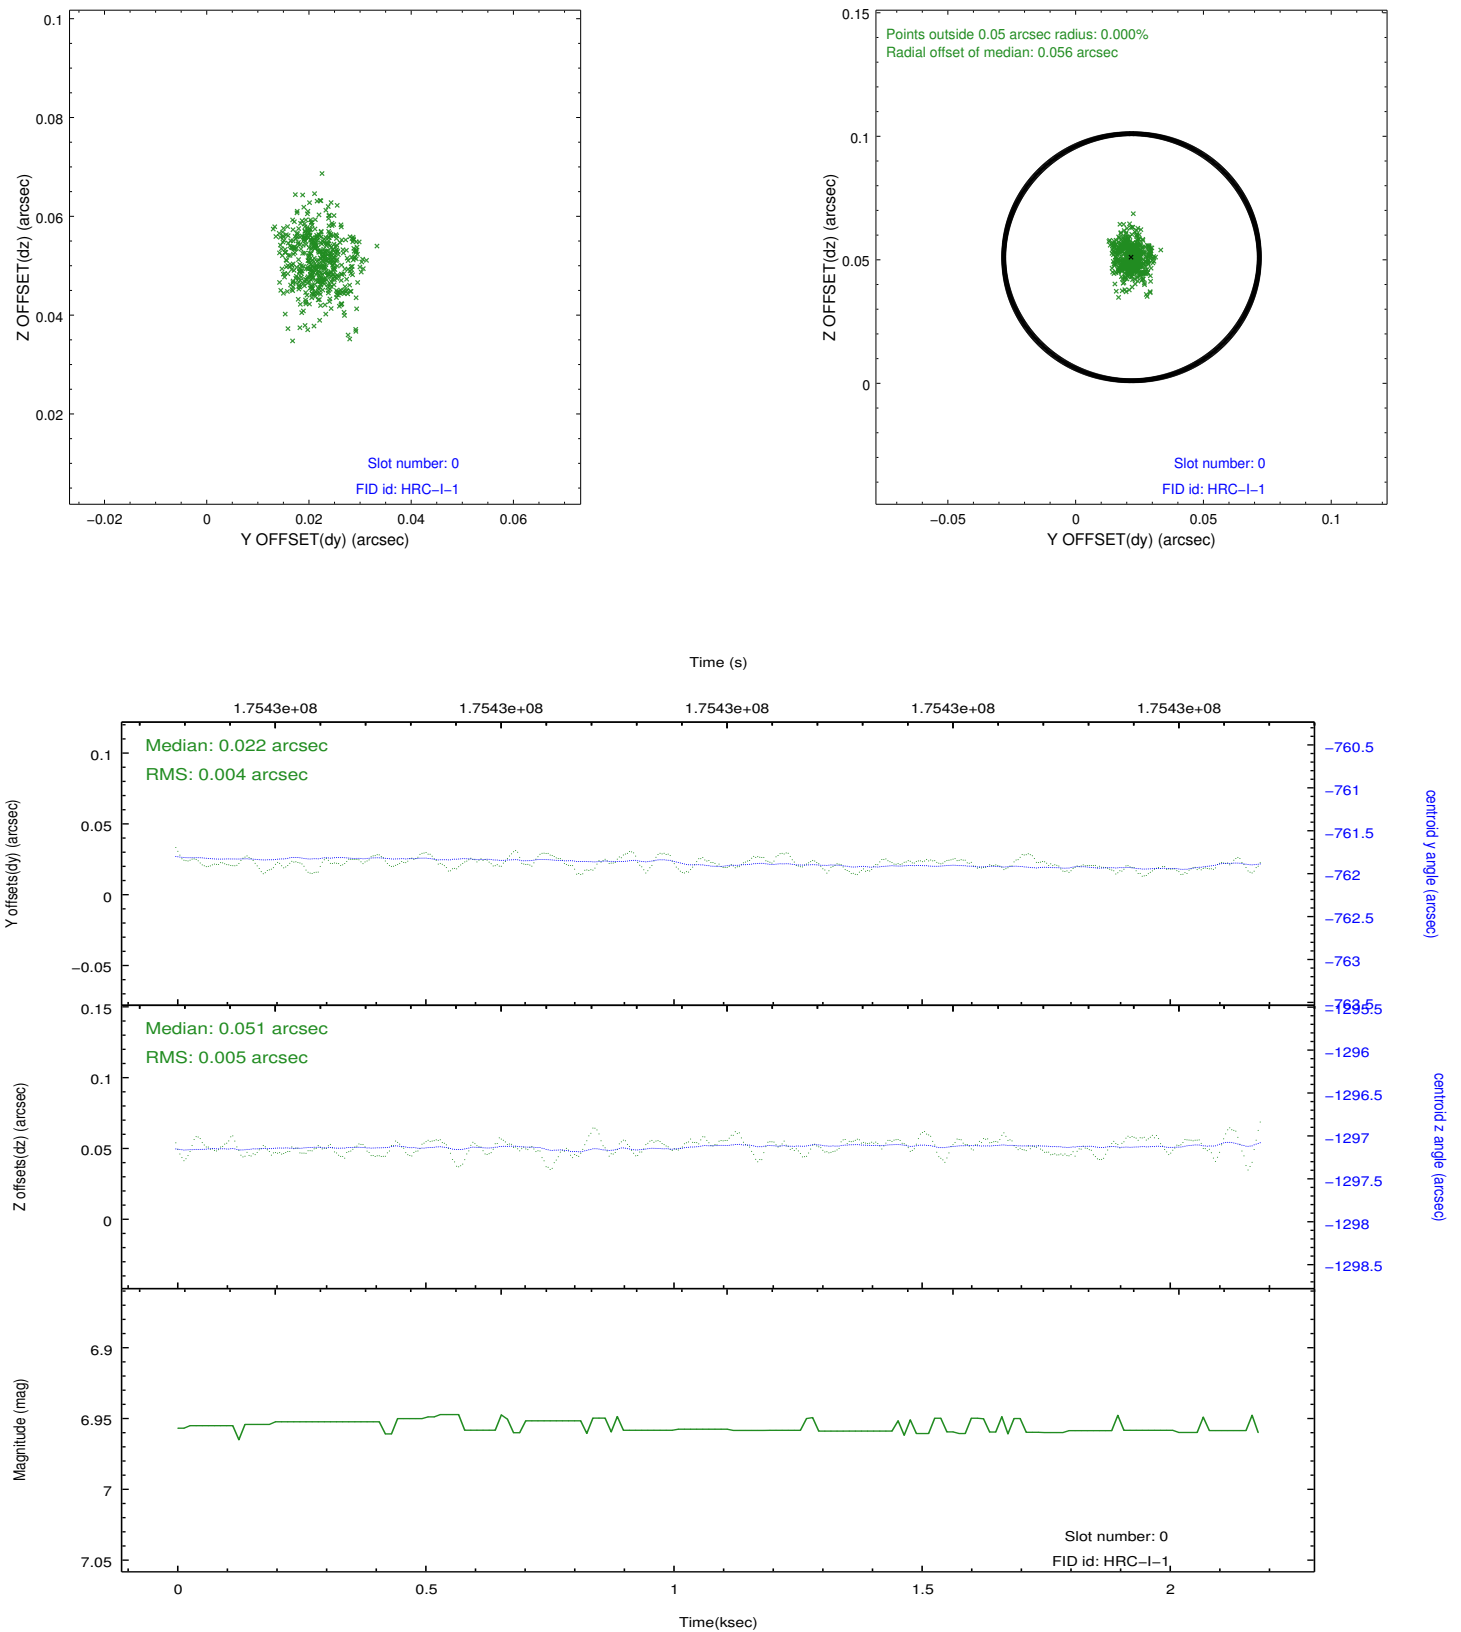 0.1
0.08
0.06
0.04
0.02
Z OFFSET(dz) (arcsec)
Slot number: 0
FID id: HRC−I−1
−0.02 0 0.02 0.04 0.06
Y OFFSET(dy) (arcsec)
0.15
Points outside 0.05 arcsec radius: 0.000%
Radial offset of median: 0.056 arcsec
0.1
0.05
0
Z OFFSET(dz) (arcsec)
Slot number: 0
FID id: HRC−I−1
−0.05 0 0.05 0.1
Y OFFSET(dy) (arcsec)
Time (s)
1.7543e+08 1.7543e+08 1.7543e+08 1.7543e+08 1.7543e+08
Median: 0.022 arcsec
RMS: 0.004 arcsec
0.1
0.05
0
−0.05
Y offsets(dy) (arcsec)
−760.5
−761
−761.5
−762
−762.5
−763
−763.5
centroid y angle (arcsec)
0.15
Median: 0.051 arcsec
RMS: 0.005 arcsec
0.1
0.05
0
Z offsets(dz) (arcsec)
−1295.5
−1296
−1296.5
−1297
−1297.5
−1298
−1298.5
centroid z angle (arcsec)
6.9
6.95
7
7.05
Magnitude (mag)
Slot number: 0
FID id: HRC−I−1
0 0.5 1 1.5 2
Time(ksec)